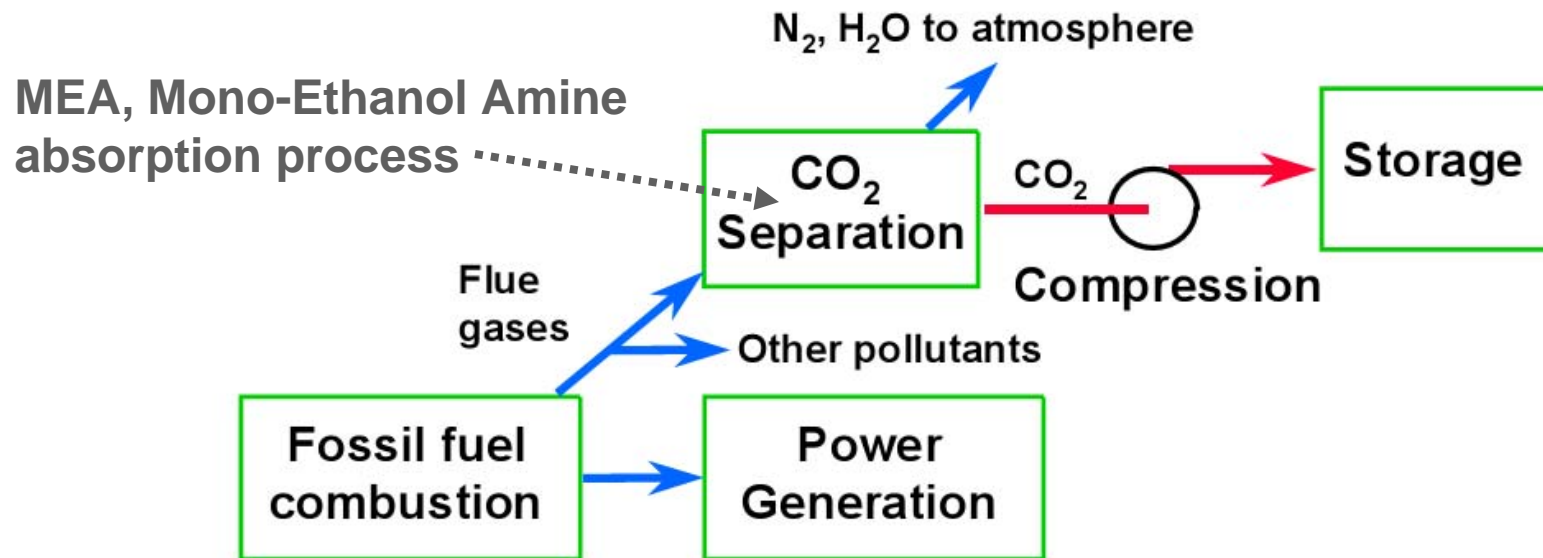 N₂, H₂O to atmosphere
MEA, Mono-Ethanol Amine
absorption process
CO₂
Separation
CO₂
Storage
Compression
Flue
gases
Other pollutants
Fossil fuel
combustion
Power
Generation